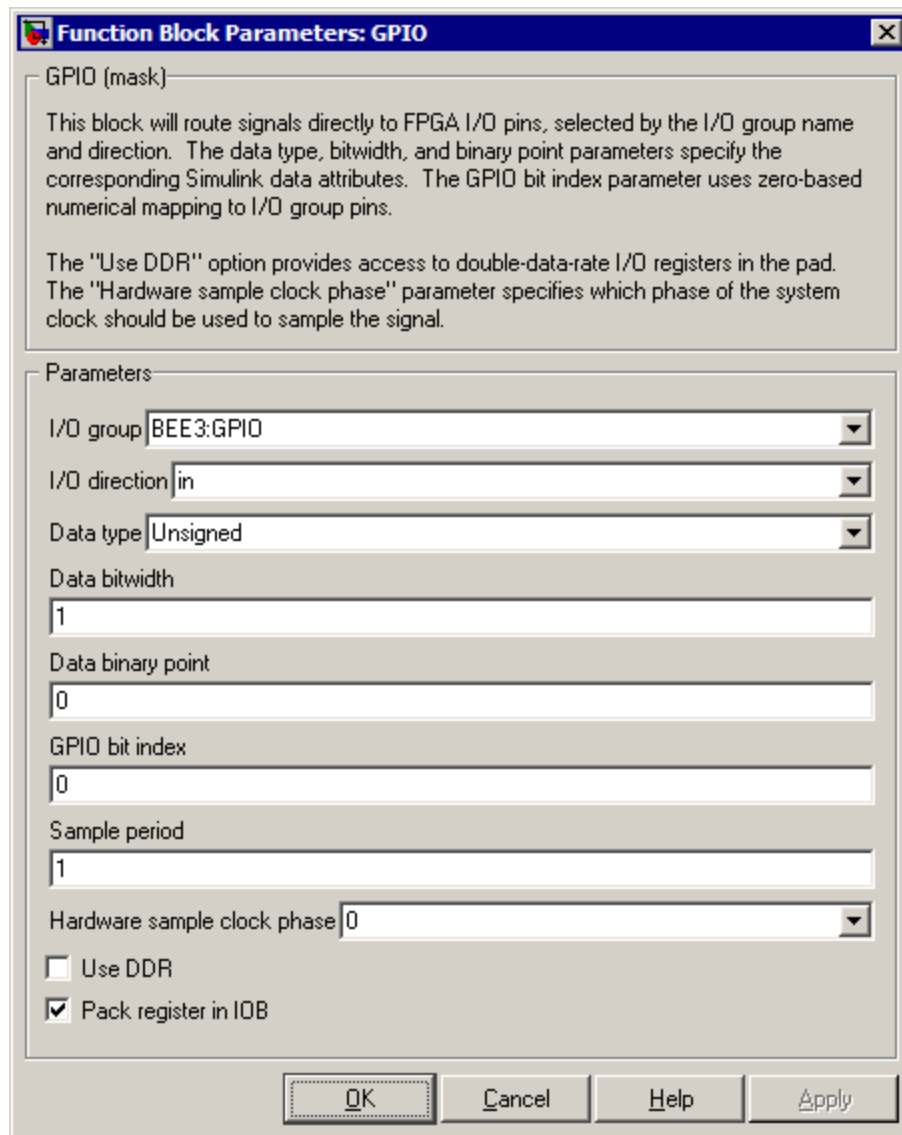 Function Block Parameters: GPIO
GPIO (mask)
This block will route signals directly to FPGA I/O pins, selected by the I/O group name
and direction.  The data type, bitwidth, and binary point parameters specify the
corresponding Simulink data attributes.  The GPIO bit index parameter uses zero-based
numerical mapping to I/O group pins.
The "Use DDR" option provides access to double-data-rate I/O registers in the pad.
The "Hardware sample clock phase" parameter specifies which phase of the system
clock should be used to sample the signal.
Parameters
I/O group BEE3:GPIO
I/O direction in
Data type Unsigned
Data bitwidth
1
Data binary point
0
GPIO bit index
0
Sample period
1
Hardware sample clock phase 0
Use DDR
Pack register in IOB
OK Cancel Help Apply